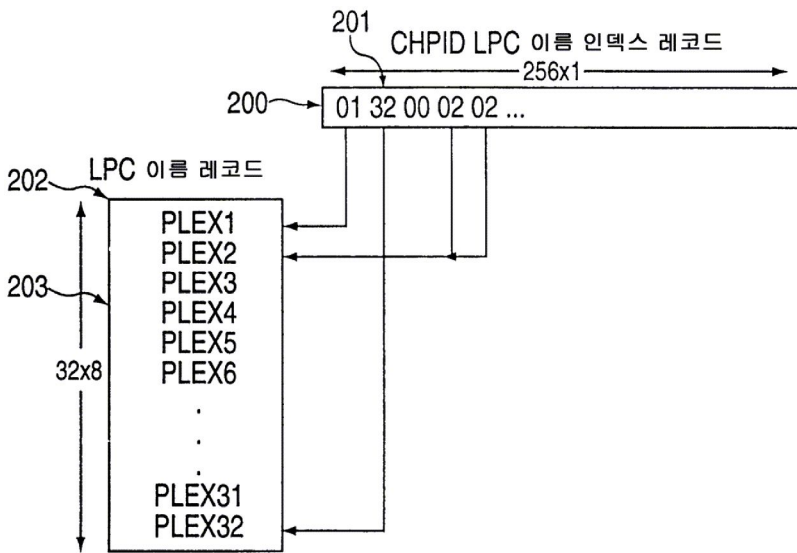 201
CHPID LPC 이름 인덱스 레코드
256x1
200
01 32 00 02 02 ...
LPC 이름 레코드
202
PLEX1
PLEX2
203
PLEX3
PLEX4
PLEX5
32x8
PLEX6
.
.
.
PLEX31
PLEX32